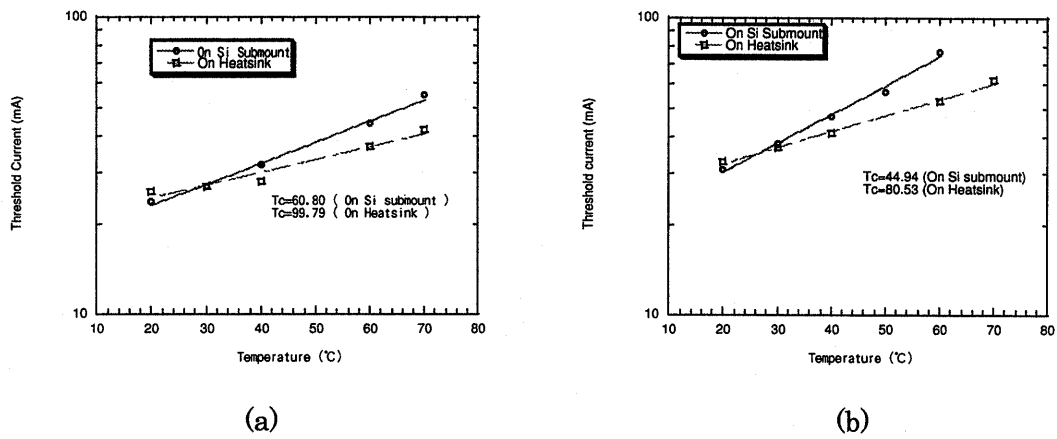 100
On Si Submount
On Heatsink
Threshold Current (mA)
Tc=60.80 ( On Si submount )
Tc=99.79 ( On Heatsink )
10
10 20 30 40 50 60 70 80
Temperature (℃)
(a)
100
On Si Submount
On Heatsink
Threshold current (mA)
Tc=44.94 (On Si submount)
Tc=80.53 (On Heatsink)
10
10 20 30 40 50 60 70 80
Temperature (℃)
(b)